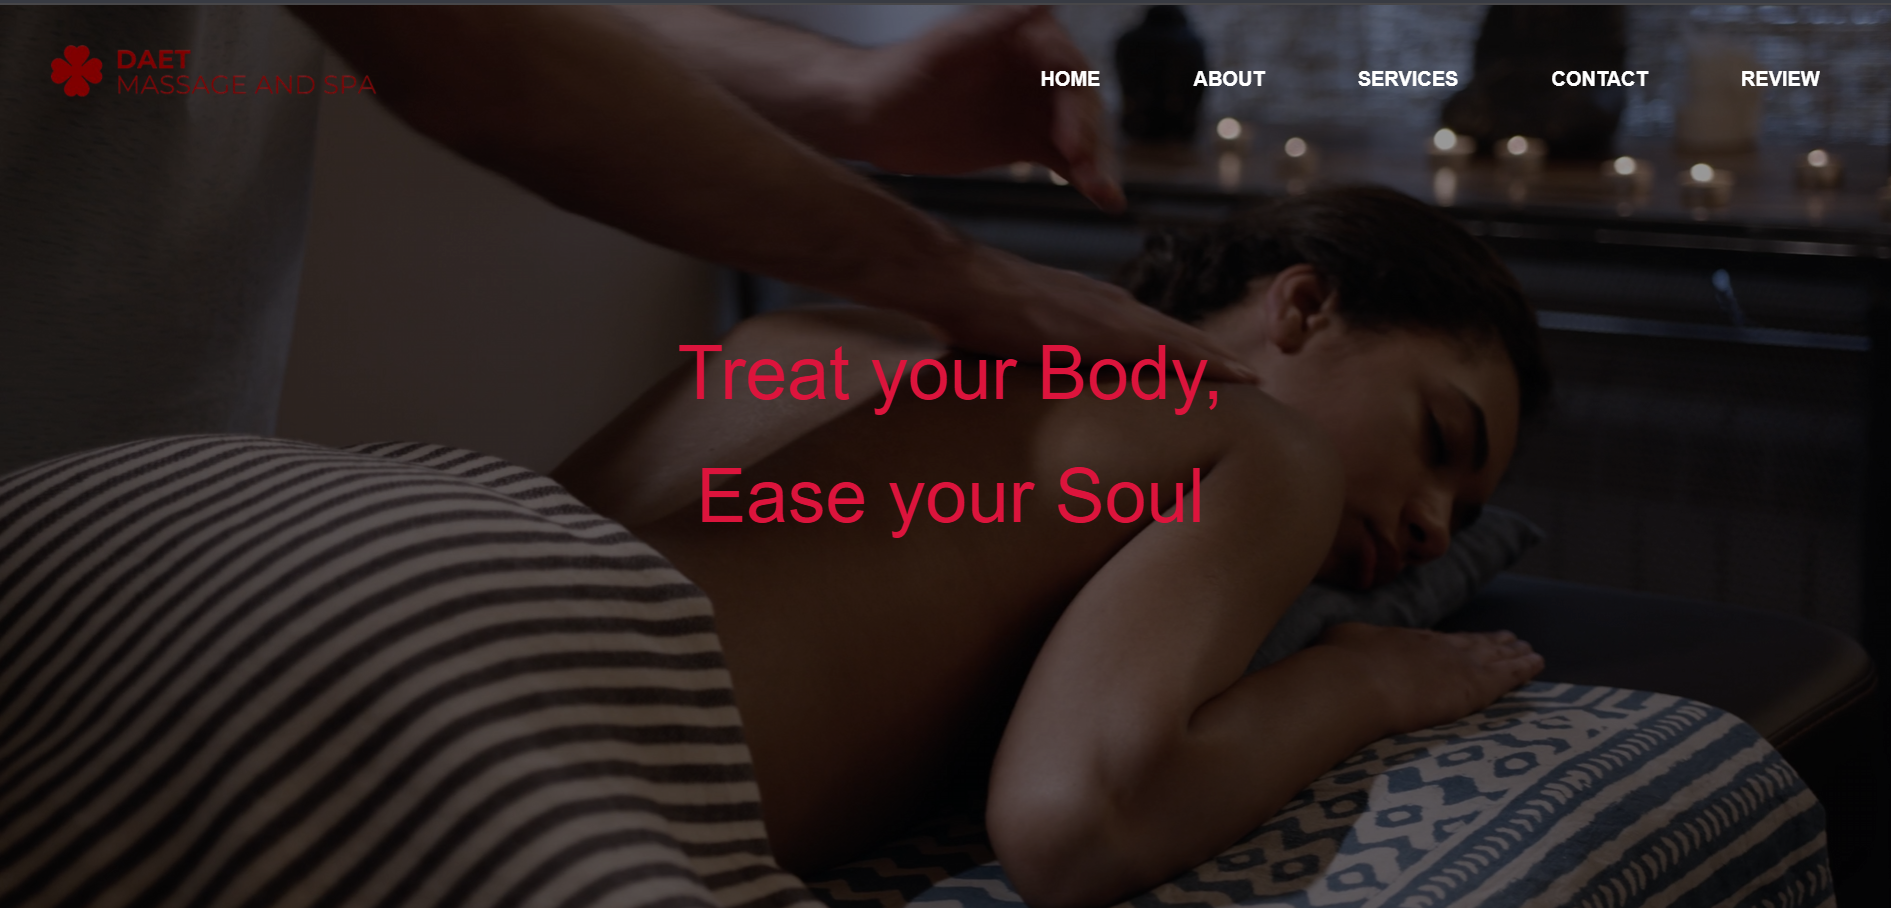 DAET
MASSAGE AND SPA
HOME
ABOUT
SERVICES
CONTACT
REVIEW
Treat your Body,
Ease your Soul